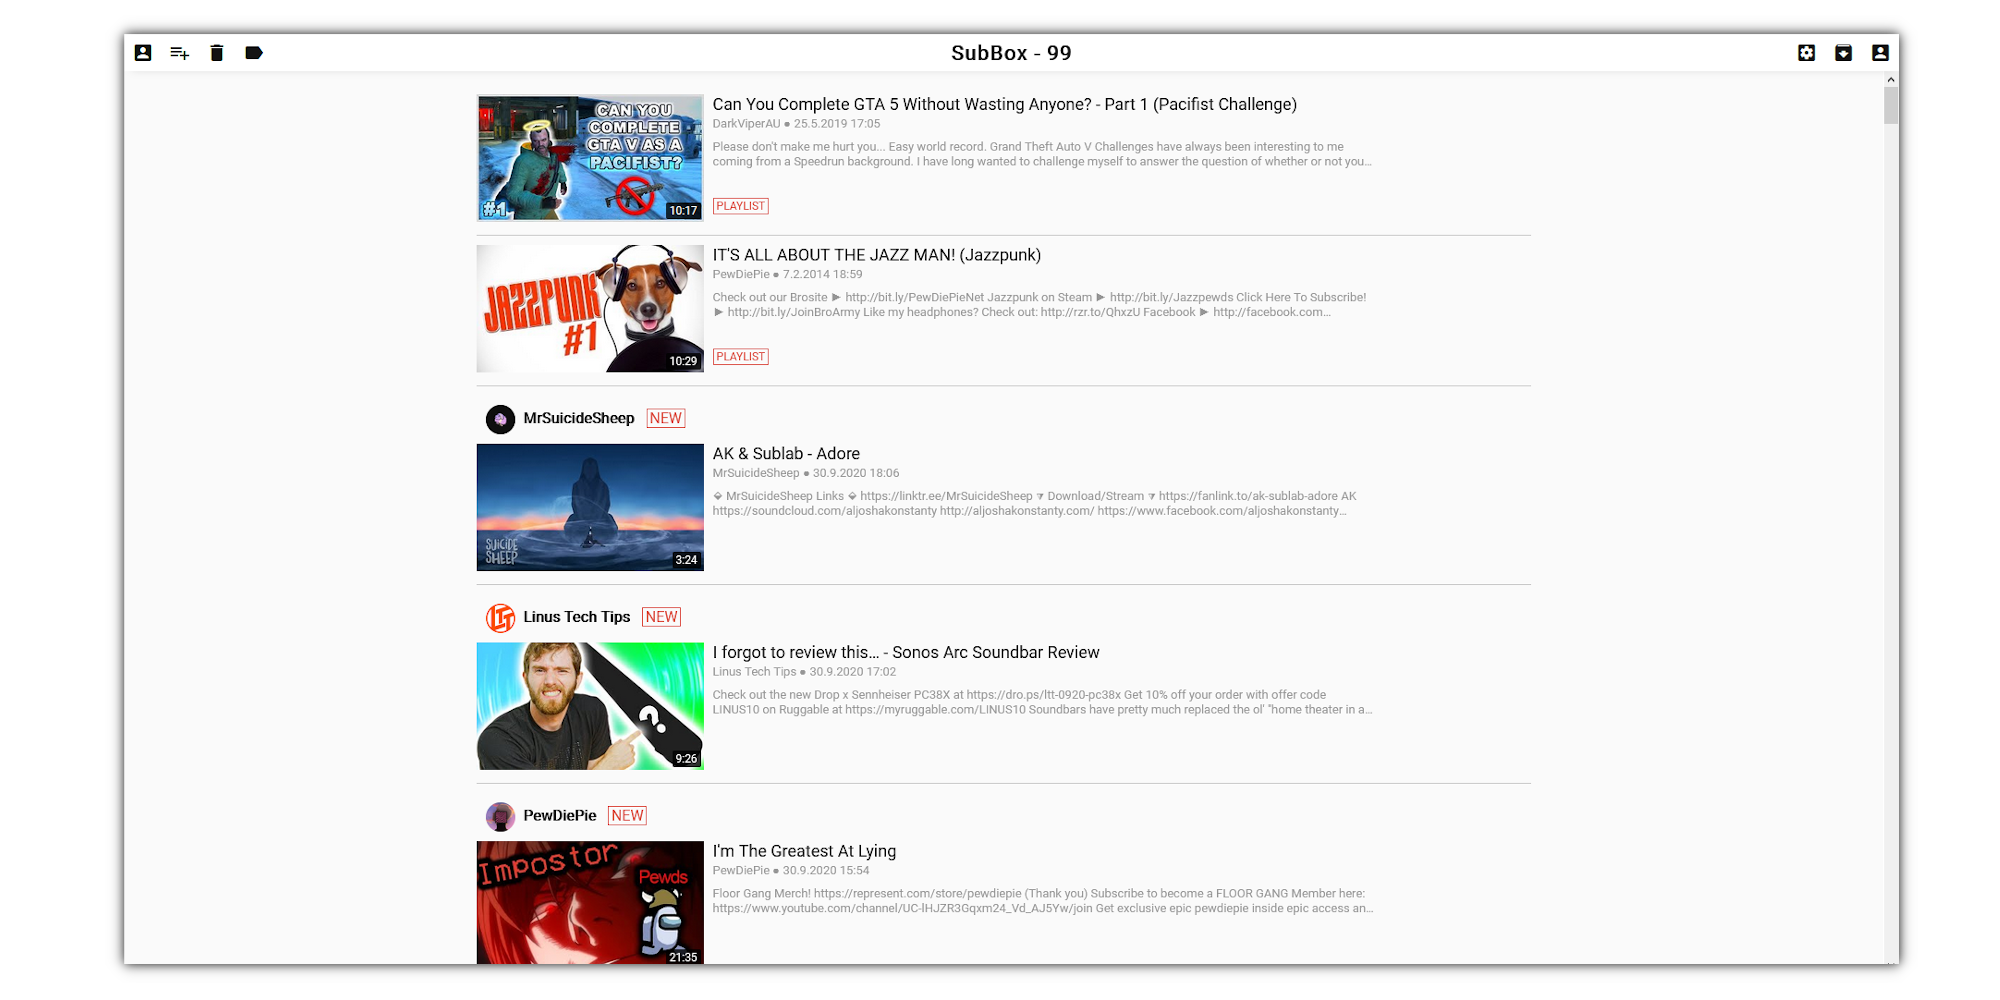 SubBox - 99
CAN YOU
COMPLETE
GTA V AS A
PACIFIST?
#1
10:17
Can You Complete GTA 5 Without Wasting Anyone? - Part 1 (Pacifist Challenge)
DarkViperAU ● 25.5.2019 17:05
Please don't make me hurt you... Easy world record. Grand Theft Auto V Challenges have always been interesting to me
coming from a Speedrun background. I have long wanted to challenge myself to answer the question of whether or not you...
PLAYLIST
JAZZPUNK
#1
10:29
IT'S ALL ABOUT THE JAZZ MAN! (Jazzpunk)
PewDiePie ● 7.2.2014 18:59
Check out our Brosite ► http://bit.ly/PewDiePieNet Jazzpunk on Steam ► http://bit.ly/Jazzpewds Click Here To Subscribe!
► http://bit.ly/JoinBroArmy Like my headphones? Check out: http://rzr.to/QhxzU Facebook ► http://facebook.com...
PLAYLIST
MrSuicideSheep NEW
SUICIDE
SHEEP
3:24
AK & Sublab - Adore
MrSuicideSheep ● 30.9.2020 18:06
⬙ MrSuicideSheep Links ⬙ https://linktr.ee/MrSuicideSheep ⧩ Download/Stream ⧩ https://fanlink.to/ak-sublab-adore AK
https://soundcloud.com/aljoshakonstanty http://aljoshakonstanty.com/ https://www.facebook.com/aljoshakonstanty...
LTT
Linus Tech Tips NEW
9:26
I forgot to review this... - Sonos Arc Soundbar Review
Linus Tech Tips ● 30.9.2020 17:02
Check out the new Drop x Sennheiser PC38X at https://dro.ps/ltt-0920-pc38x Get 10% off your order with offer code
LINUS10 on Ruggable at https://myruggable.com/LINUS10 Soundbars have pretty much replaced the ol' "home theater in a...
PewDiePie NEW
Impostor
Pewds
21:35
I'm The Greatest At Lying
PewDiePie ● 30.9.2020 15:54
Floor Gang Merch! https://represent.com/store/pewdiepie (Thank you) Subscribe to become a FLOOR GANG Member here:
https://www.youtube.com/channel/UC-lHJZR3Gqxm24_Vd_AJ5Yw/join Get exclusive epic pewdiepie inside epic access an...